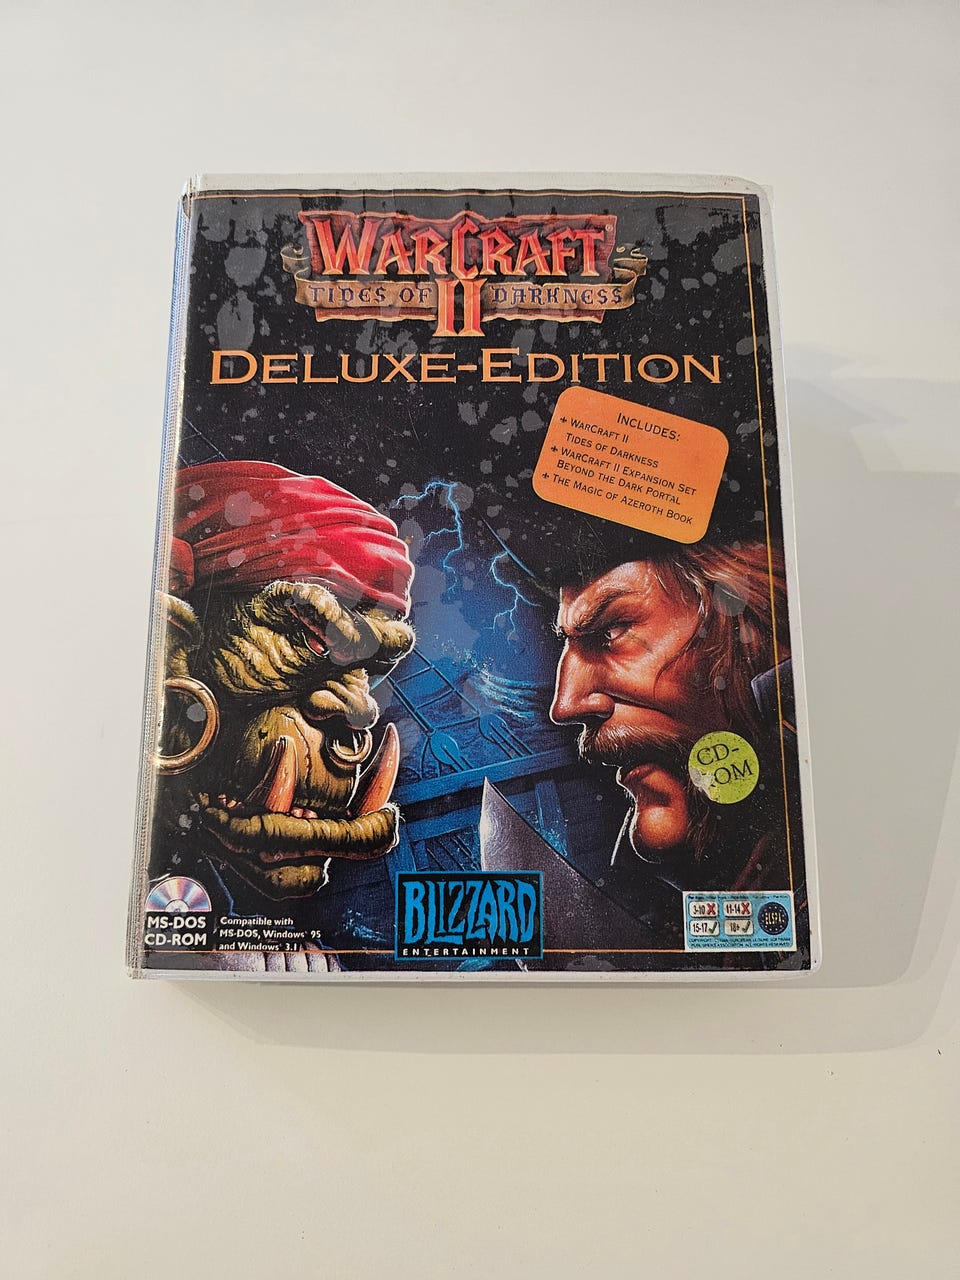 WARCRAFT
II
TIDES OF DARKNESS
DELUXE-EDITION
INCLUDES:
+ WARCRAFT II
TIDES OF DARKNESS
+ WARCRAFT II EXPANSION SET
BEYOND THE DARK PORTAL
+ THE MAGIC OF AZEROTH BOOK
CD-
OM
MS-DOS
CD-ROM
Compatible with
MS-DOS, Windows 95
and Windows 3.1
BLIZZARD
ENTERTAINMENT
3-10 11-14
15-17 18+
ELSPA